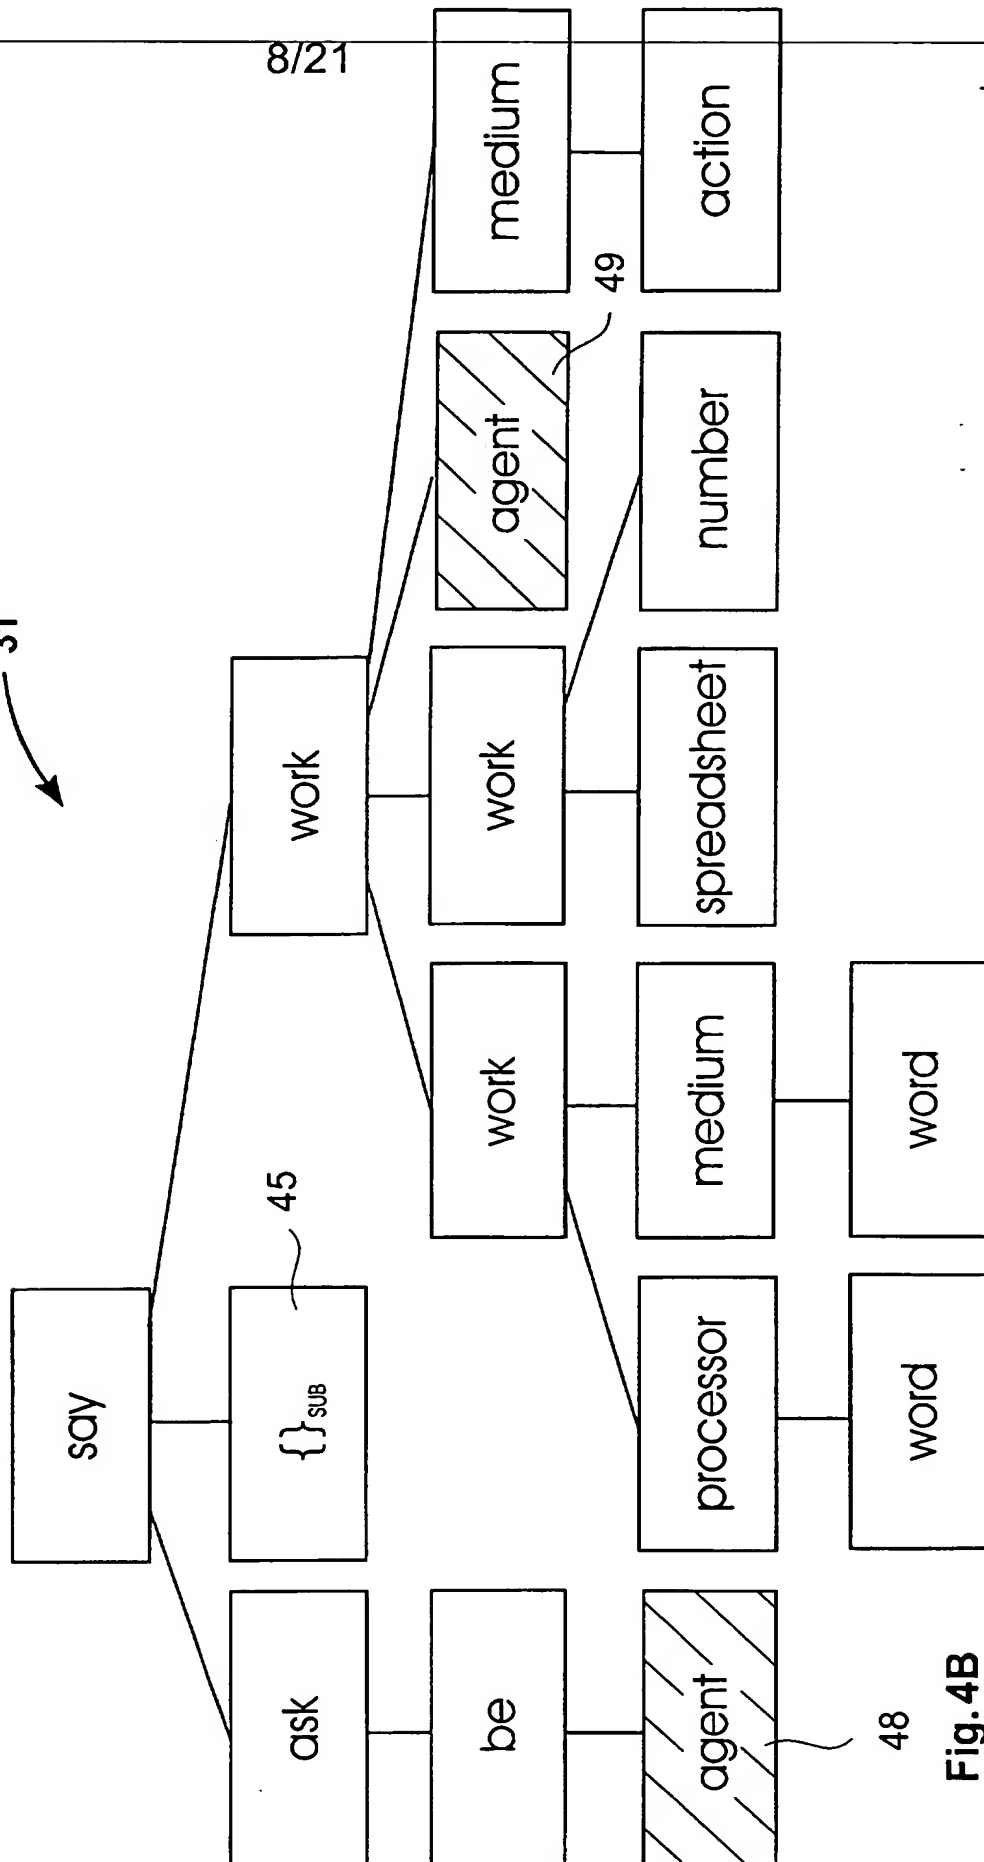 8/21
31
say
ask
{}SUB
45
work
be
work
work
agent
49
medium
agent
48
processor
medium
spreadsheet
number
action
word
word
Fig.4B